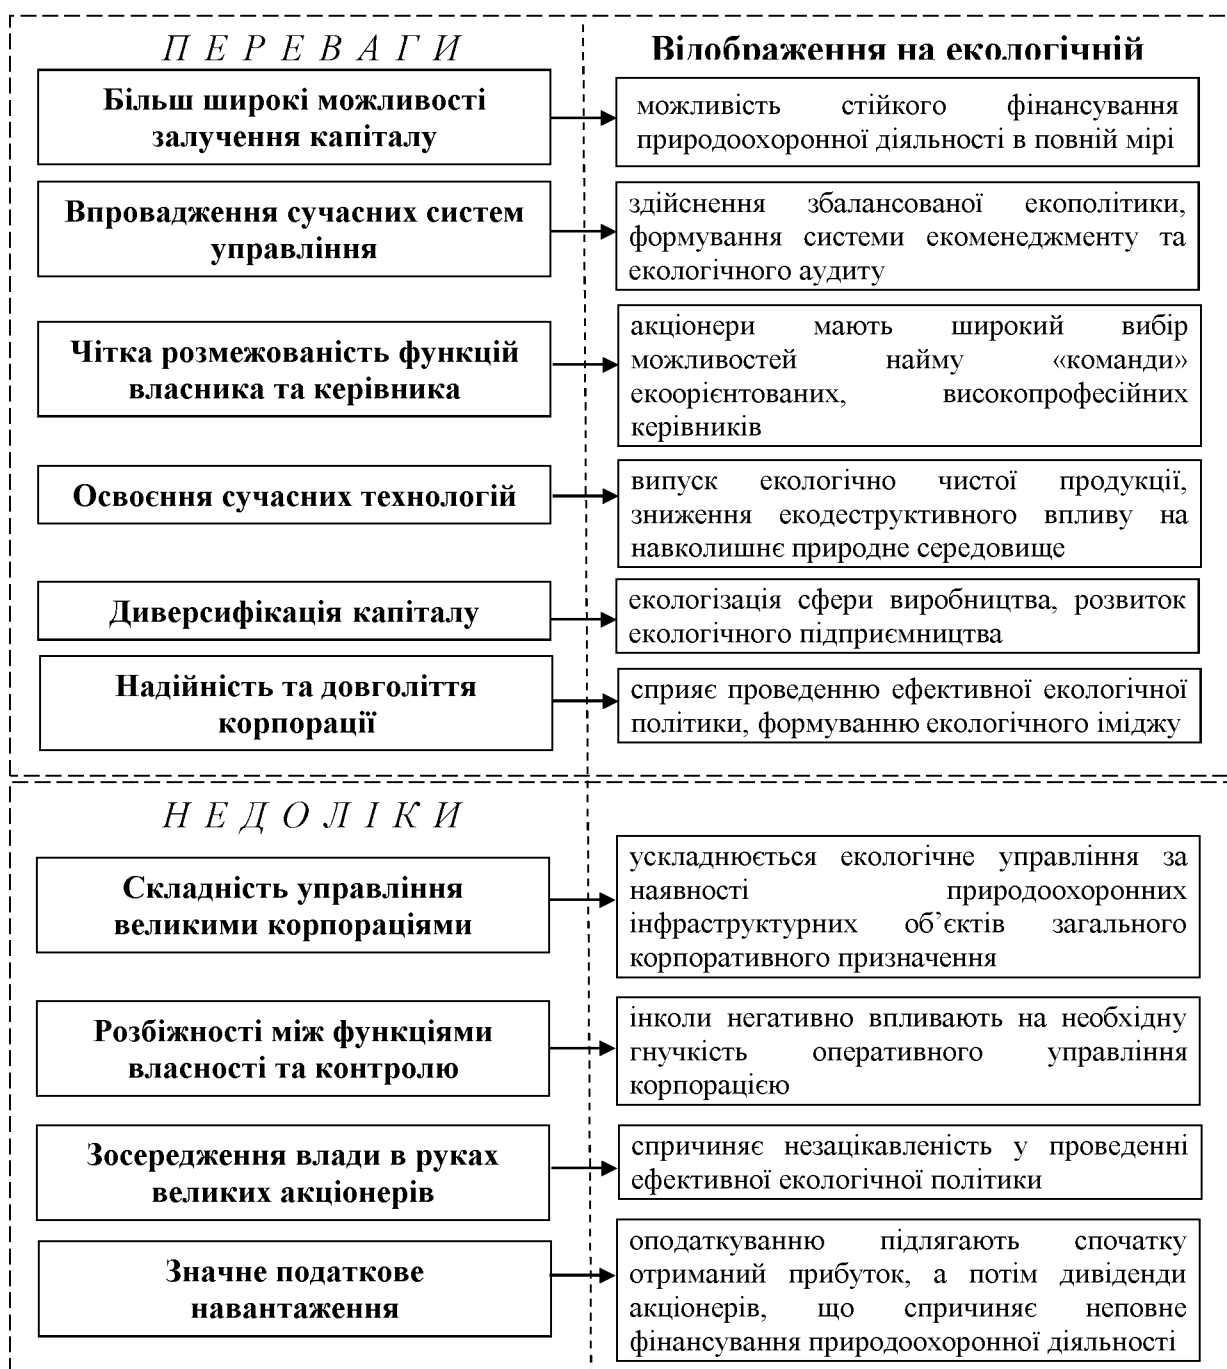 ПЕРЕВАГИ
Відображення на екологічній
Більш широкі можливості
залучення капіталу
можливість стійкого фінансування
природоохоронної діяльності в повній мірі
Впровадження сучасних систем
управління
здійснення збалансованої екополітики,
формування системи екоменеджменту та
екологічного аудиту
Чітка розмежованість функцій
власника та керівника
акціонери мають широкий вибір
можливостей найму «команди»
екоорієнтованих, високопрофесійних
керівників
Освоєння сучасних технологій
випуск екологічно чистої продукції,
зниження екодеструктивного впливу на
навколишнє природне середовище
Диверсифікація капіталу
екологізація сфери виробництва, розвиток
екологічного підприємництва
Надійність та довголіття
корпорації
сприяє проведенню ефективної екологічної
політики, формуванню екологічного іміджу
НЕДОЛІКИ
Складність управління
великими корпораціями
ускладнюється екологічне управління за
наявності природоохоронних
інфраструктурних об’єктів загального
корпоративного призначення
Розбіжності між функціями
власності та контролю
інколи негативно впливають на необхідну
гнучкість оперативного управління
корпорацією
Зосередження влади в руках
великих акціонерів
спричиняє незацікавленість у проведенні
ефективної екологічної політики
Значне податкове
навантаження
оподаткуванню підлягають спочатку
отриманий прибуток, а потім дивіденди
акціонерів, що спричиняє неповне
фінансування природоохоронної діяльності